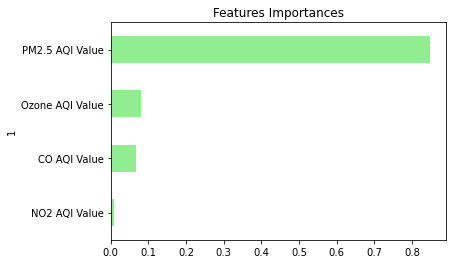 Features Importances
PM2.5 AQI Value
Ozone AQI Value
1
CO AQI Value
NO2 AQI Value
0.0 0.1 0.2 0.3 0.4 0.5 0.6 0.7 0.8